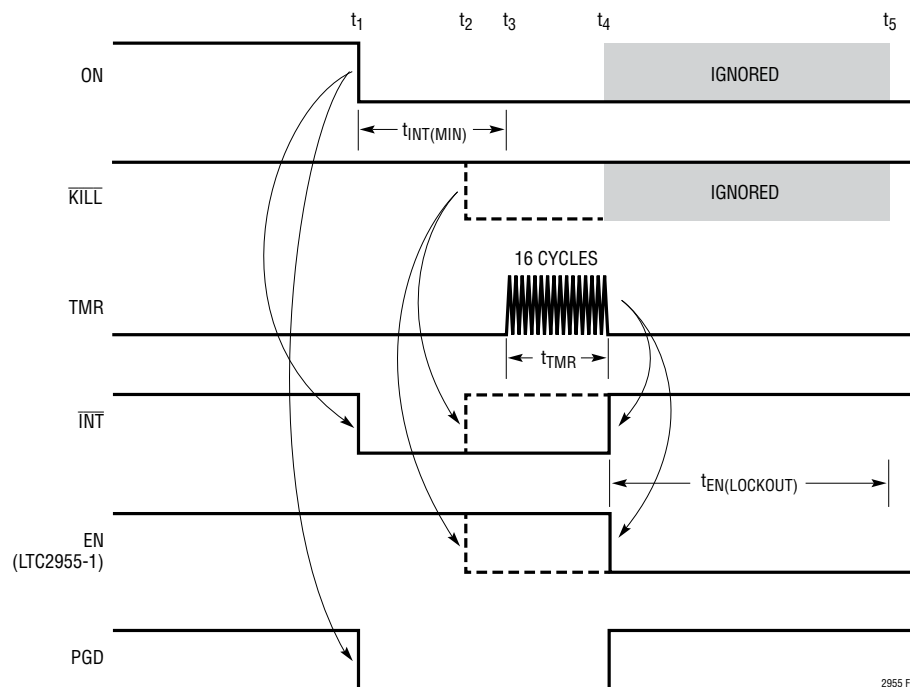 t1 t2 t3 t4 t5
ON
IGNORED
tINT(MIN)
KILL
IGNORED
16 CYCLES
TMR
tTMR
INT
tEN(LOCKOUT)
EN
(LTC2955-1)
PGD
2955 F